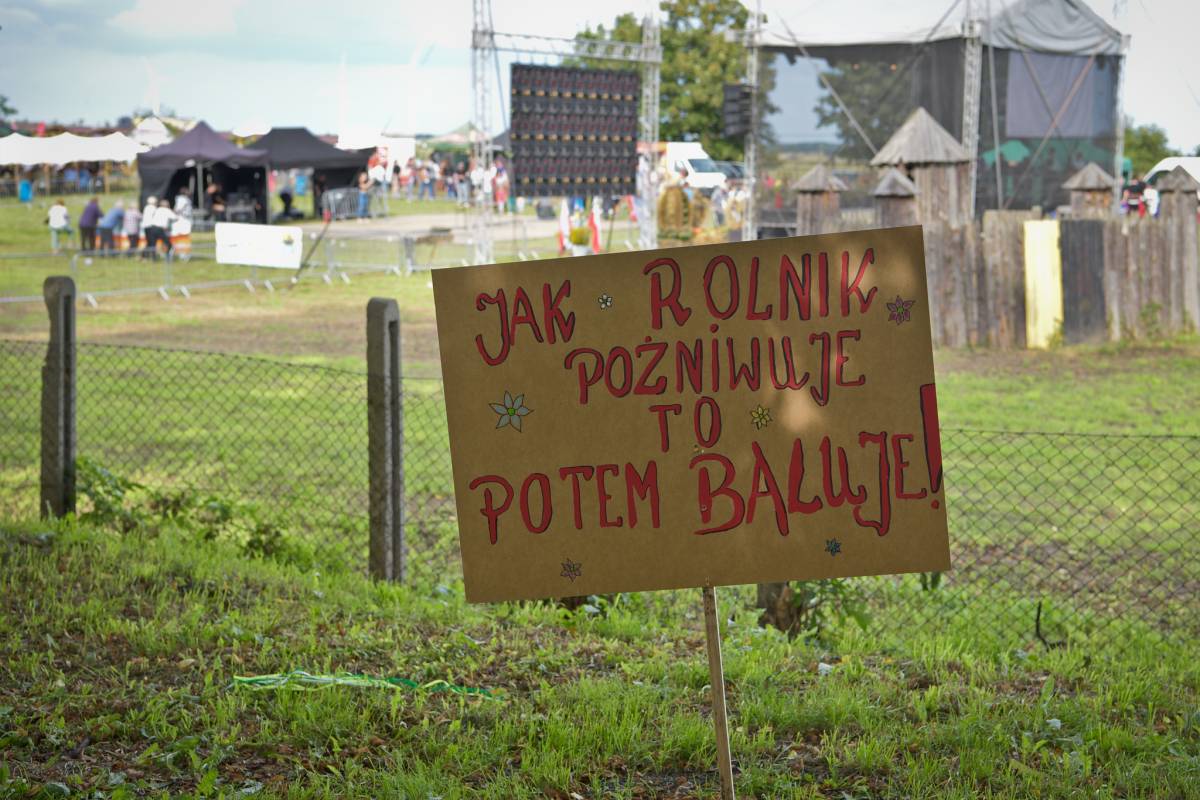 JAK ROLNIK
POŻNIWUJE
TO
POTEM BALUJE!